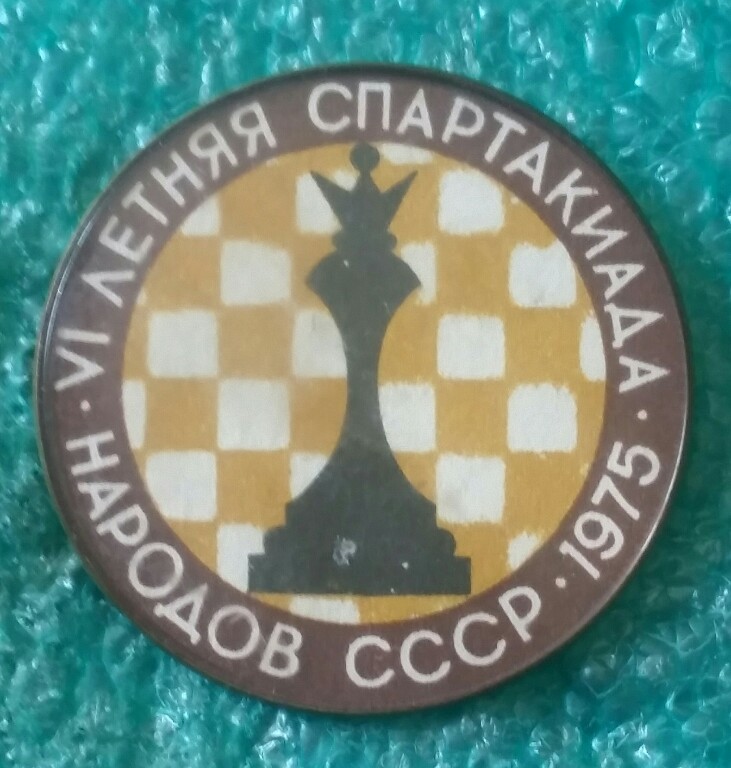 VI ЛЕТНЯЯ СПАРТАКИАДА ·
НАРОДОВ СССР · 1975 ·